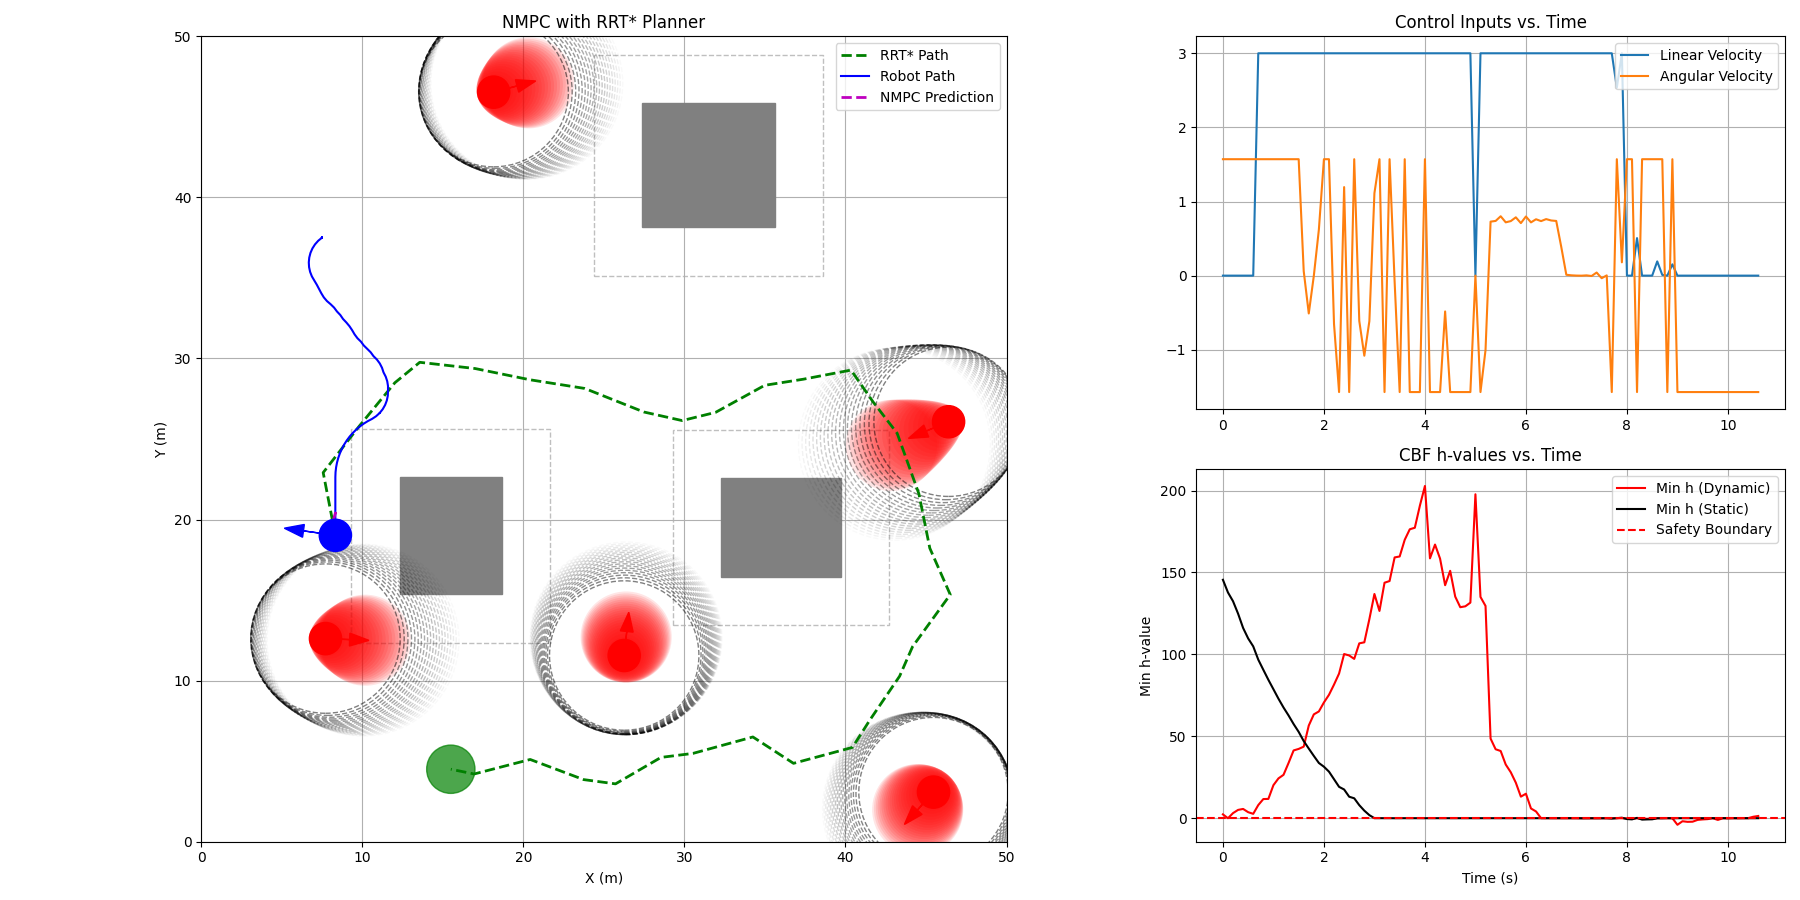 NMPC with RRT* Planner
50
40
30
20
10
0
Y (m)
0 10 20 30 40 50
X (m)
RRT* Path
Robot Path
NMPC Prediction
Control Inputs vs. Time
3
2
1
0
−1
0 2 4 6 8 10
Linear Velocity
Angular Velocity
CBF h-values vs. Time
200
150
100
50
0
Min h-value
0 2 4 6 8 10
Time (s)
Min h (Dynamic)
Min h (Static)
Safety Boundary